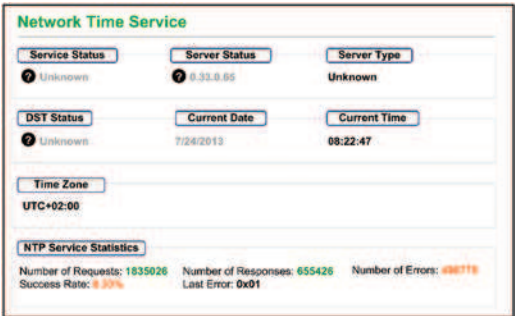 Network Time Service
Service Status Server Status Server Type
Unknown 0.33.0.65 Unknown
DST Status Current Date Current Time
Unknown 7/24/2013 08:22:47
Time Zone
UTC+02:00
NTP Service Statistics
Number of Requests: 1835026 Number of Responses: 655426 Number of Errors:
Success Rate: Last Error: 0x01